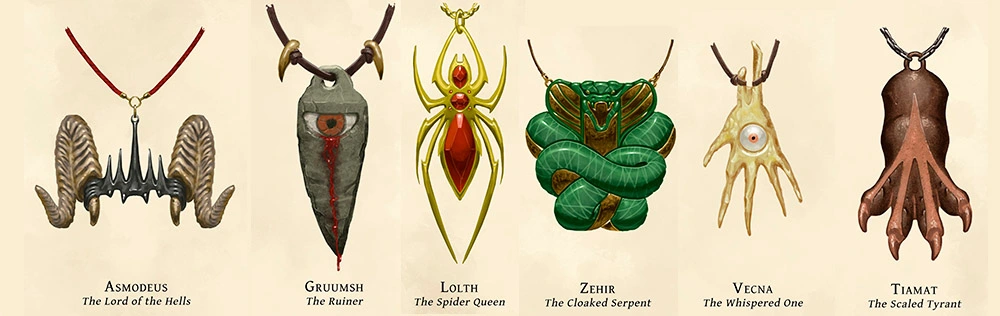 Asmodeus
The Lord of the Hells
Gruumsh
The Ruiner
Lolth
The Spider Queen
Zehir
The Cloaked Serpent
Vecna
The Whispered One
Tiamat
The Scaled Tyrant